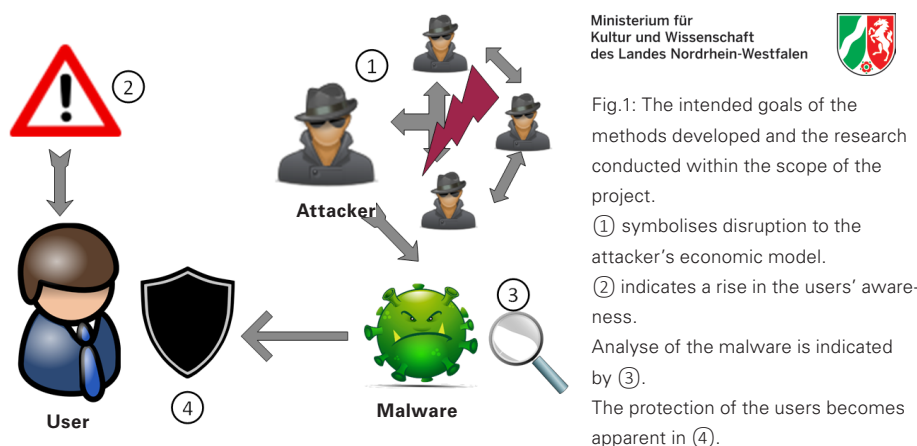 Ministerium für
Kultur und Wissenschaft
des Landes Nordrhein-Westfalen
1
2
Attacker
3
4
User
Malware
Fig.1: The intended goals of the
methods developed and the research
conducted within the scope of the
project.
① symbolises disruption to the
attacker’s economic model.
② indicates a rise in the users’ aware-
ness.
Analyse of the malware is indicated
by ③.
The protection of the users becomes
apparent in ④.